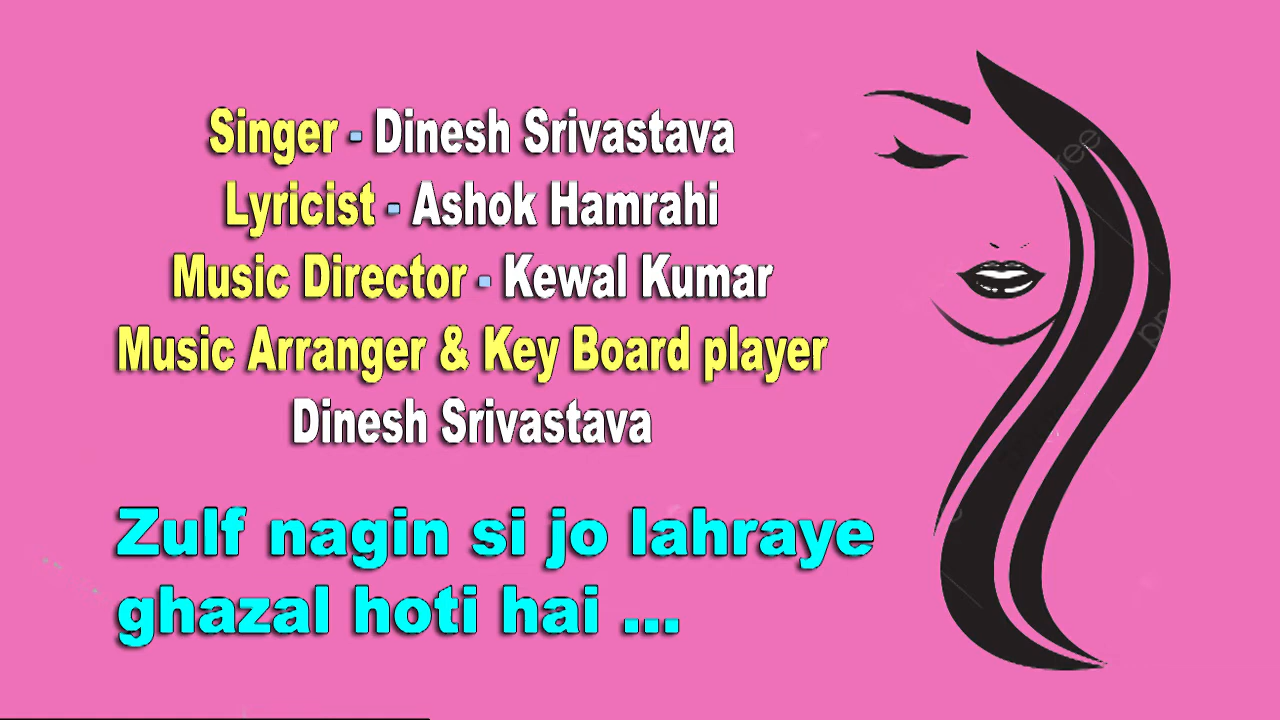 Singer - Dinesh Srivastava
Lyricist - Ashok Hamrahi
Music Director - Kewal Kumar
Music Arranger & Key Board player
Dinesh Srivastava
Zulf nagin si jo lahraye
ghazal hoti hai ...